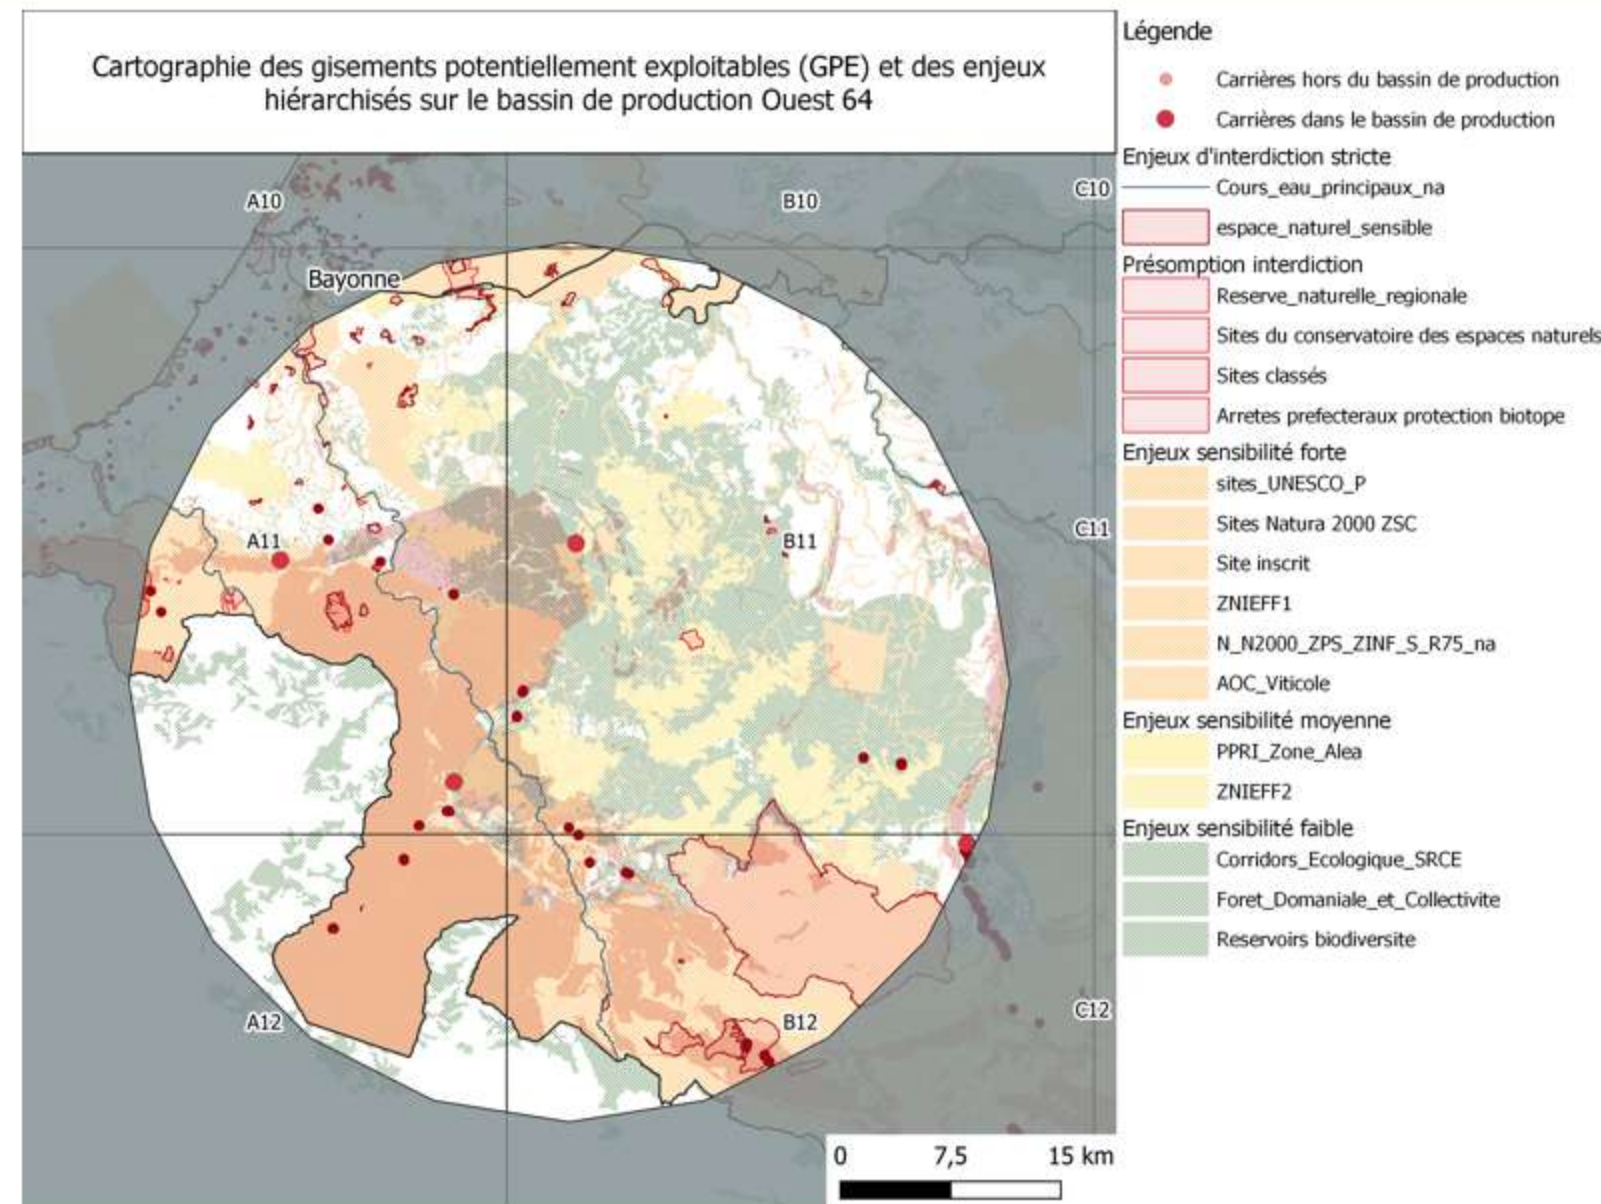 Cartographie des gisements potentiellement exploitables (GPE) et des enjeux
hiérarchisés sur le bassin de production Ouest 64
A10
B10
C10
Bayonne
A11
B11
C11
A12
B12
C12
0 7,5 15 km
Légende
Carrières hors du bassin de production
Carrières dans le bassin de production
Enjeux d'interdiction stricte
Cours_eau_principaux_na
espace_naturel_sensible
Présomption interdiction
Reserve_naturelle_regionale
Sites du conservatoire des espaces naturels
Sites classés
Arretes prefecteraux protection biotope
Enjeux sensibilité forte
sites_UNESCO_P
Sites Natura 2000 ZSC
Site inscrit
ZNIEFF1
N_N2000_ZPS_ZINF_S_R75_na
AOC_Viticole
Enjeux sensibilité moyenne
PPRI_Zone_Alea
ZNIEFF2
Enjeux sensibilité faible
Corridors_Ecologique_SRCE
Foret_Domaniale_et_Collectivite
Reservoirs biodiversite